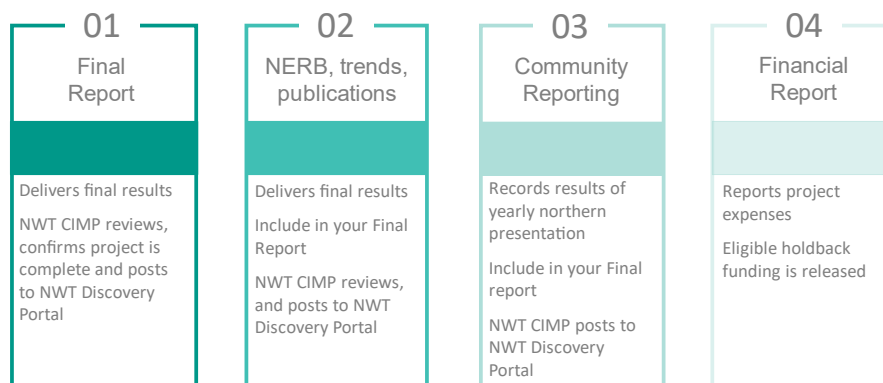 01
Final
Report
Delivers final results
NWT CIMP reviews,
confirms project is
complete and posts
to NWT Discovery
Portal
02
NERB, trends,
publications
Delivers final results
Include in your Final
Report
NWT CIMP reviews,
and posts to NWT
Discovery Portal
03
Community
Reporting
Records results of
yearly northern
presentation
Include in your Final
report
NWT CIMP posts to
NWT Discovery
Portal
04
Financial
Report
Reports project
expenses
Eligible holdback
funding is released